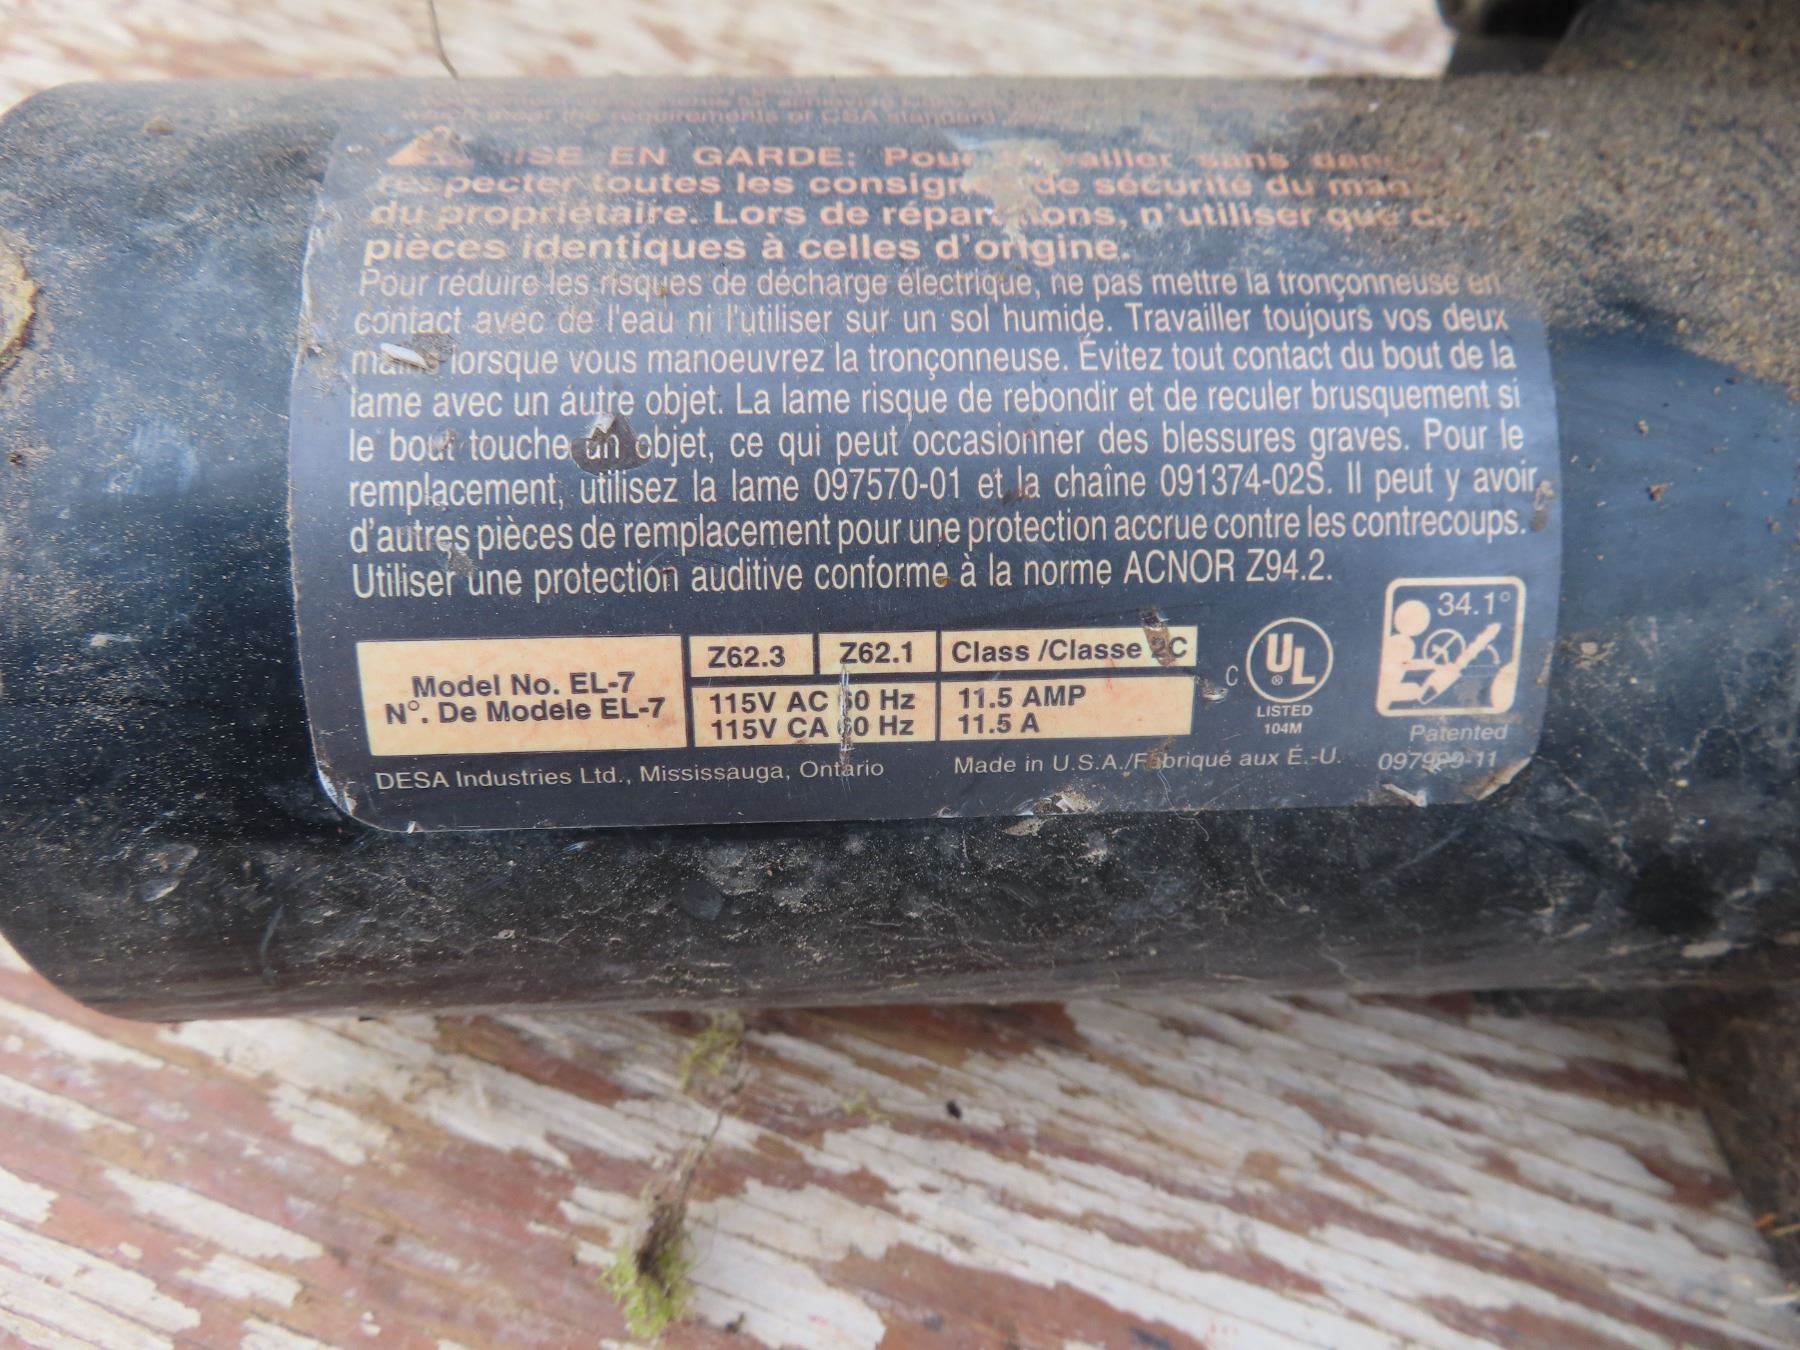 which meet the requirements of CSA standard
EN GARDE: Pour sans
respecter toutes les de sécurité du
du propriétaire. Lors de n'utiliser que
pièces identiques à celles d'origine.
Pour réduire les risques de décharge électrique, ne pas mettre la tronçonneuse en
contact avec de l'eau ni l'utiliser sur un sol humide. Travailler toujours vos deux
lorsque vous manoeuvrez la tronçonneuse. Évitez tout contact du bout de la
lame avec un autre objet. La lame risque de rebondir et de reculer brusquement si
le bout touche un objet, ce qui peut occasionner des blessures graves. Pour le
remplacement, utilisez la lame 097570-01 et la chaîne 091374-02S. Il peut y avoir
d'autres pièces de remplacement pour une protection accrue contre les contrecoups.
Utiliser une protection auditive conforme à la norme ACNOR Z94.2.
34.1°
Z62.3 Z62.1 Class /Classe 2C
Model No. EL-7
N°. De Modele EL-7
115V AC 60 Hz 11.5 AMP
115V CA 60 Hz 11.5 A
C UL ®
LISTED
104M
Patented
DESA Industries Ltd., Mississauga, Ontario Made in U.S.A./Fabriqué aux É.-U.